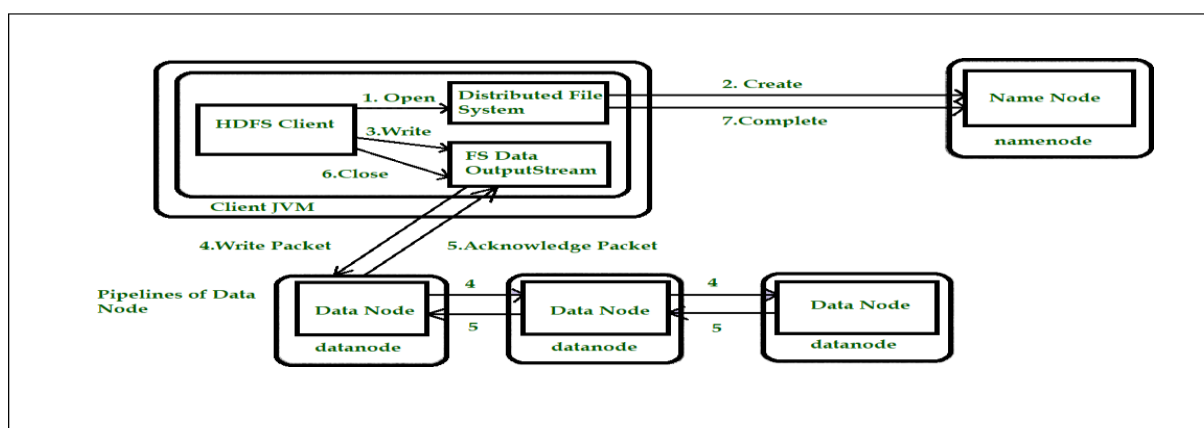 2. Create
1. Open
Distributed File
System
Name Node
HDFS Client
7.Complete
3.Write
FS Data
OutputStream
namenode
6.Close
Client JVM
4.Write Packet
5.Acknowledge Packet
Pipelines of Data
Node
4
4
Data Node
Data Node
Data Node
5
5
datanode
datanode
datanode